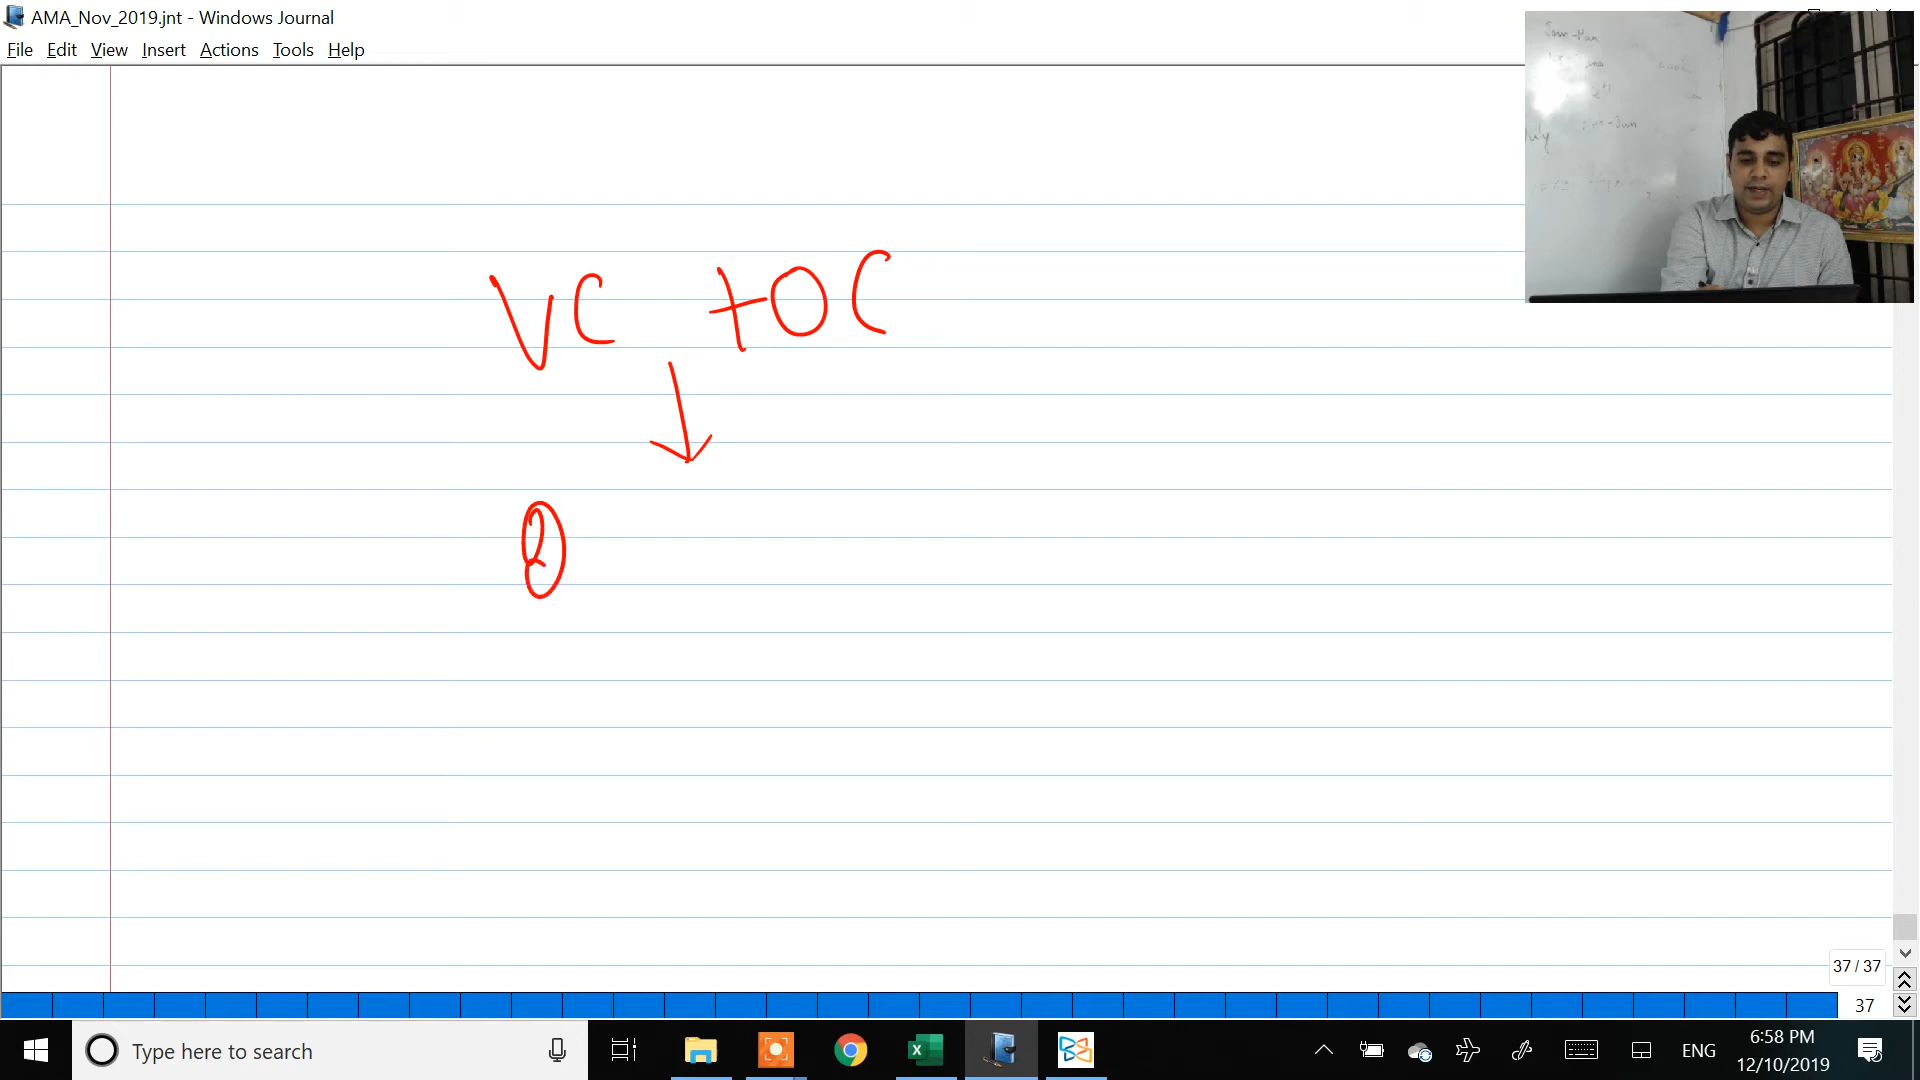 AMA_Nov_2019.jnt - Windows Journal
File Edit View Insert Actions Tools Help
VC + OC
2
37 / 37
37
Type here to search
ENG
6:58 PM
12/10/2019